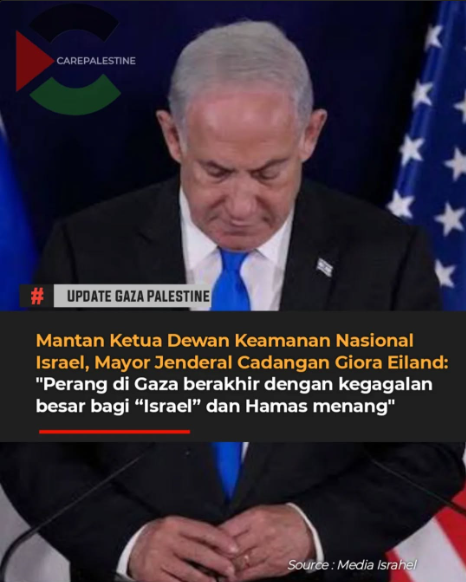 CAREPALESTINE
# UPDATE GAZA PALESTINE
Mantan Ketua Dewan Keamanan Nasional
Israel, Mayor Jenderal Cadangan Giora Eiland:
"Perang di Gaza berakhir dengan kegagalan
besar bagi “Israel” dan Hamas menang"
Source : Media Israhel